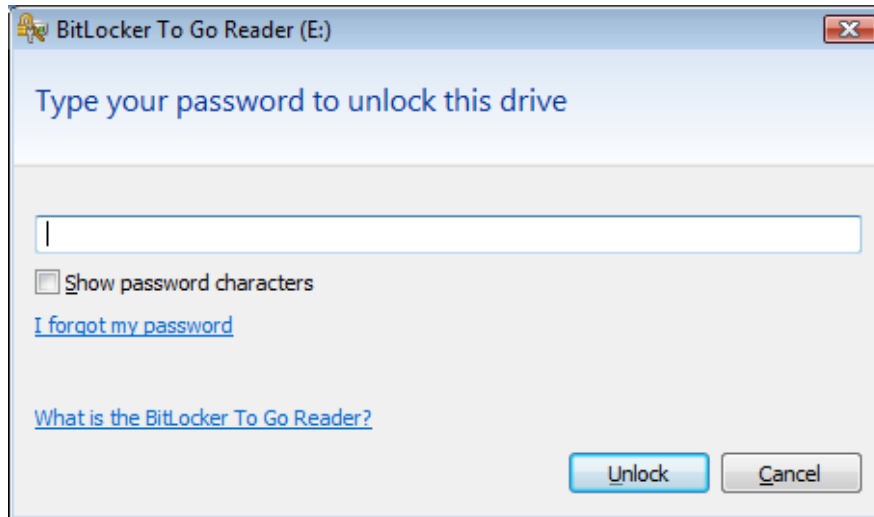 BitLocker To Go Reader (E:)
Type your password to unlock this drive
Show password characters
I forgot my password
What is the BitLocker To Go Reader?
Unlock Cancel